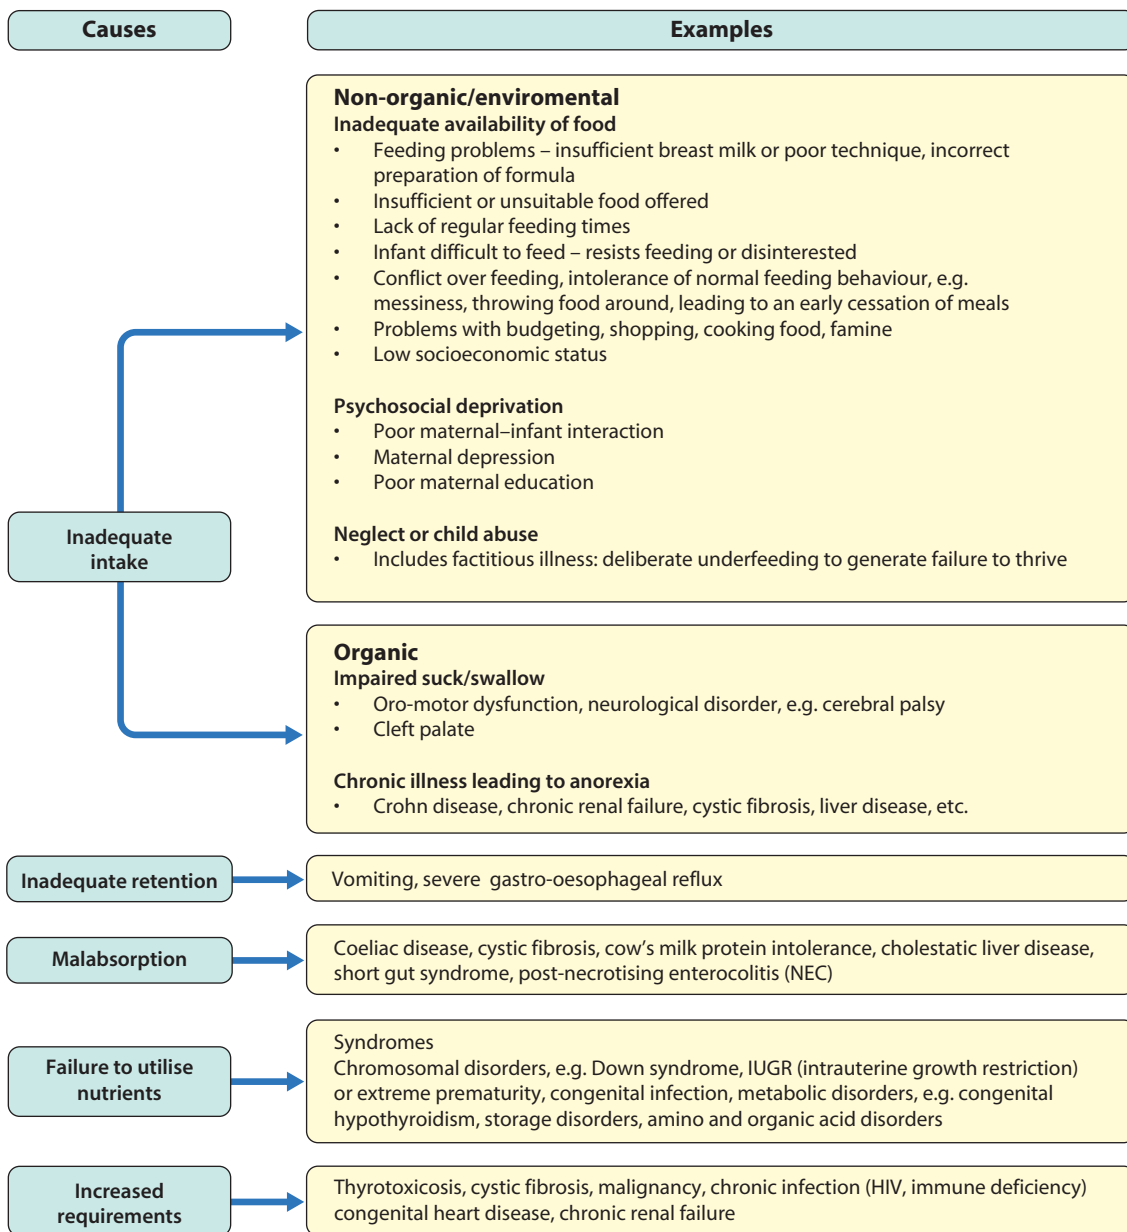 Causes
Examples
Non-organic/enviromental
Inadequate availability of food
• Feeding problems – insufficient breast milk or poor technique, incorrect
preparation of formula
• Insufficient or unsuitable food offered
• Lack of regular feeding times
• Infant difficult to feed – resists feeding or disinterested
• Conflict over feeding, intolerance of normal feeding behaviour, e.g.
messiness, throwing food around, leading to an early cessation of meals
• Problems with budgeting, shopping, cooking food, famine
• Low socioeconomic status
Psychosocial deprivation
• Poor maternal–infant interaction
• Maternal depression
• Poor maternal education
Neglect or child abuse
• Includes factitious illness: deliberate underfeeding to generate failure to thrive
Inadequate
intake
Organic
Impaired suck/swallow
• Oro-motor dysfunction, neurological disorder, e.g. cerebral palsy
• Cleft palate
Chronic illness leading to anorexia
• Crohn disease, chronic renal failure, cystic fibrosis, liver disease, etc.
Inadequate retention
Vomiting, severe gastro-oesophageal reflux
Malabsorption
Coeliac disease, cystic fibrosis, cow's milk protein intolerance, cholestatic liver disease,
short gut syndrome, post-necrotising enterocolitis (NEC)
Failure to utilise
nutrients
Syndromes
Chromosomal disorders, e.g. Down syndrome, IUGR (intrauterine growth restriction)
or extreme prematurity, congenital infection, metabolic disorders, e.g. congenital
hypothyroidism, storage disorders, amino and organic acid disorders
Increased
requirements
Thyrotoxicosis, cystic fibrosis, malignancy, chronic infection (HIV, immune deficiency)
congenital heart disease, chronic renal failure